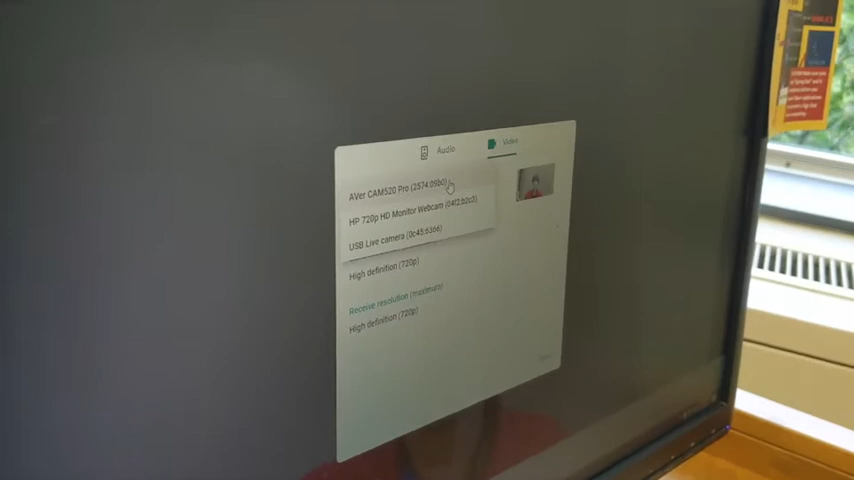 Audio
Video
AVer CAM520 Pro (2574:09b0)
HP 720p HD Monitor Webcam (04f2:b2c3)
USB Live camera (0c45:6366)
High definition (720p)
Receive resolution (maximum)
High definition (720p)